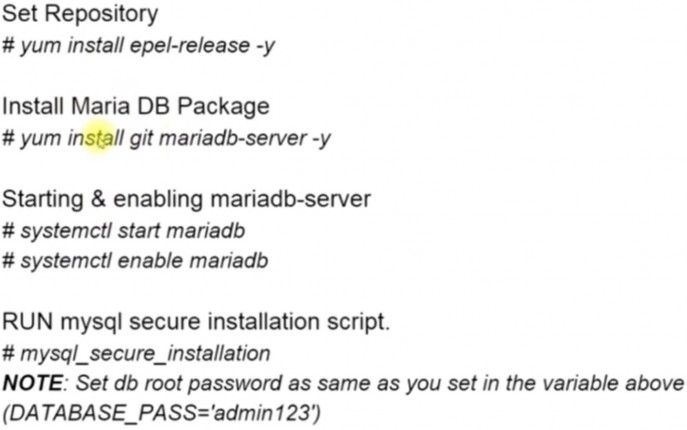 Set Repository
# yum install epel-release -y
Install Maria DB Package
# yum install git mariadb-server -y
Starting & enabling mariadb-server
# systemctl start mariadb
# systemctl enable mariadb
RUN mysql secure installation script.
# mysql_secure_installation
NOTE: Set db root password as same as you set in the variable above
(DATABASE_PASS='admin123')